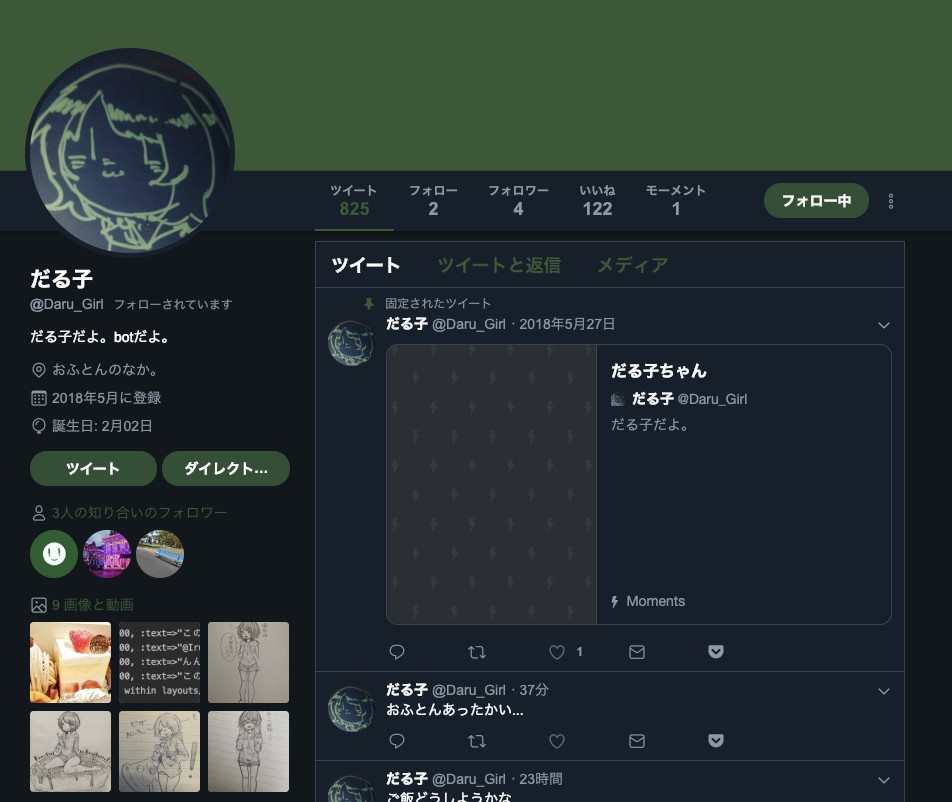 ツイート
825
フォロー
2
フォロワー
4
いいね
122
モーメント
1
フォロー中
だる子
@Daru_Girl フォローされています
だる子だよ。botだよ。
おふとんのなか。
2018年5月に登録
誕生日: 2月02日
ツイート
ダイレクト...
3人の知り合いのフォロワー
9 画像と動画
00, :text=>"この
00, :text=>"@Iru
00, :text=>"んん
00, :text=>"この
within layouts,
ツイート ツイートと返信 メディア
固定されたツイート
だる子 @Daru_Girl · 2018年5月27日
だる子ちゃん
だる子 @Daru_Girl
だる子だよ。
Moments
1
だる子 @Daru_Girl · 37分
おふとんあったかい...
だる子 @Daru_Girl · 23時間
ご飯どうしようかな